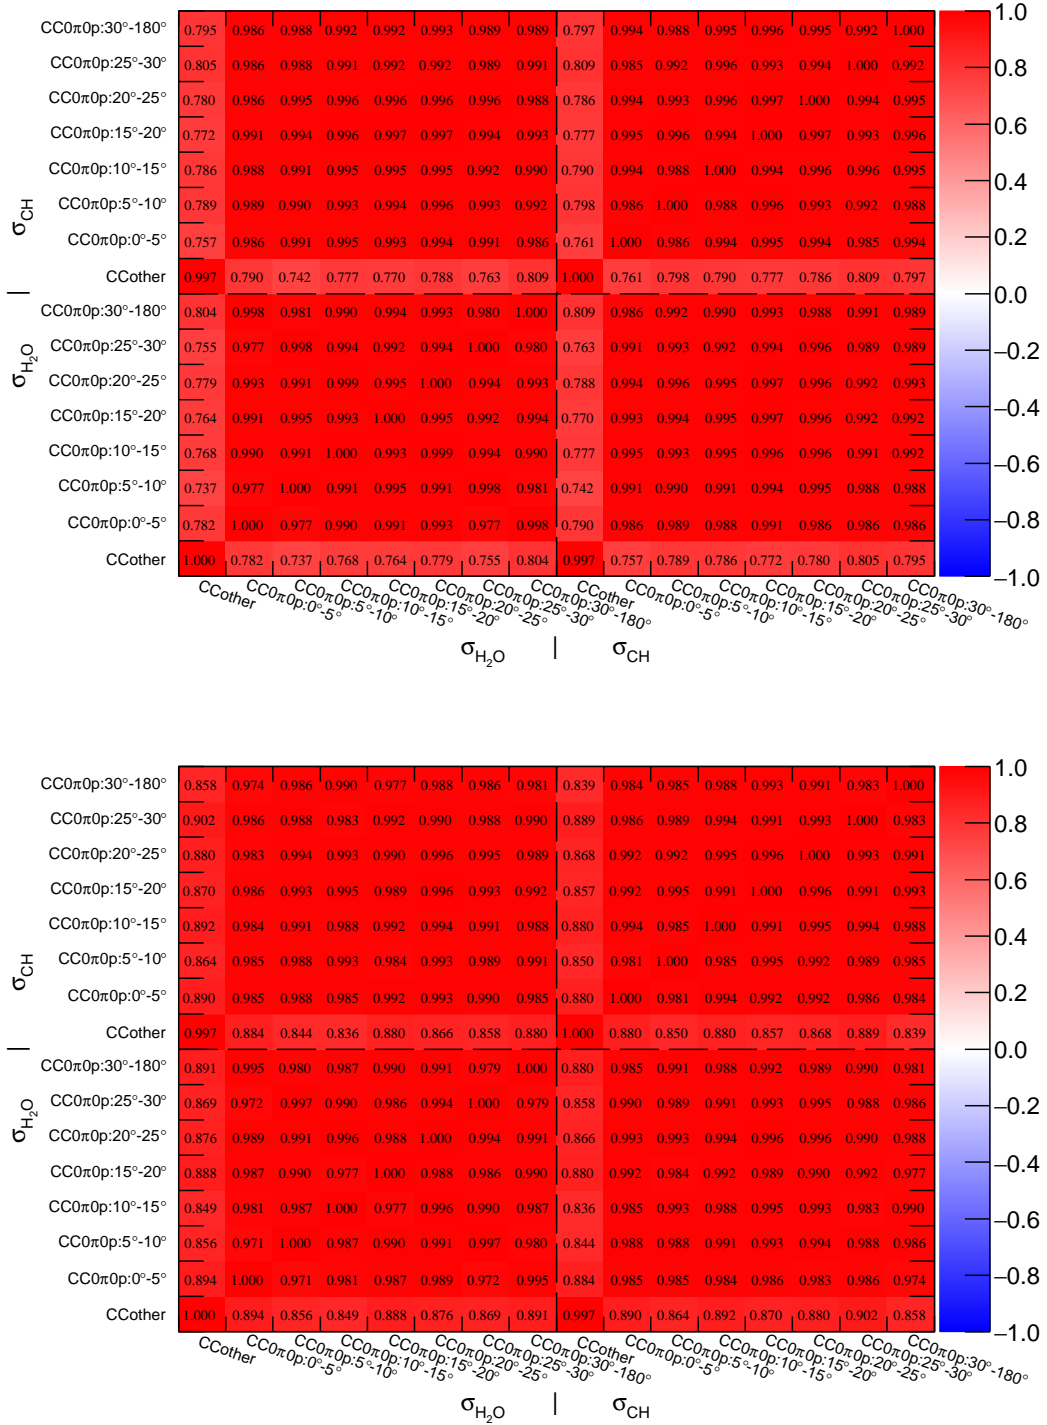 CC0π0p:30°-180° 0.795 0.986 0.988 0.992 0.992 0.993 0.989 0.989 0.797 0.994 0.988 0.995 0.996 0.995 0.992 1.000 1.0
CC0π0p:25°-30° 0.805 0.986 0.988 0.991 0.992 0.992 0.989 0.991 0.809 0.985 0.992 0.996 0.993 0.994 1.000 0.992 0.8
CC0π0p:20°-25° 0.780 0.986 0.995 0.996 0.996 0.996 0.996 0.988 0.786 0.994 0.993 0.996 0.997 1.000 0.994 0.995 0.6
CC0π0p:15°-20° 0.772 0.991 0.994 0.996 0.997 0.997 0.994 0.993 0.777 0.995 0.996 0.994 1.000 0.997 0.993 0.996
CC0π0p:10°-15° 0.786 0.988 0.991 0.995 0.995 0.995 0.992 0.990 0.790 0.994 0.988 1.000 0.994 0.996 0.996 0.995 0.4
CC0π0p:5°-10° 0.789 0.989 0.990 0.993 0.994 0.996 0.993 0.992 0.798 0.986 1.000 0.988 0.996 0.993 0.992 0.988
CC0π0p:0°-5° 0.757 0.986 0.991 0.995 0.993 0.994 0.991 0.986 0.761 1.000 0.986 0.994 0.995 0.994 0.985 0.994 0.2
CCother 0.997 0.790 0.742 0.777 0.770 0.788 0.763 0.809 1.000 0.761 0.798 0.790 0.777 0.786 0.809 0.797 0.0
CC0π0p:30°-180° 0.804 0.998 0.981 0.990 0.994 0.993 0.980 1.000 0.809 0.986 0.992 0.990 0.993 0.988 0.991 0.989
CC0π0p:25°-30° 0.755 0.977 0.998 0.994 0.992 0.994 1.000 0.980 0.763 0.991 0.993 0.992 0.994 0.996 0.989 0.989 −0.2
CC0π0p:20°-25° 0.779 0.993 0.991 0.999 0.995 1.000 0.994 0.993 0.788 0.994 0.996 0.995 0.997 0.996 0.992 0.993
CC0π0p:15°-20° 0.764 0.991 0.995 0.993 1.000 0.995 0.992 0.994 0.770 0.993 0.994 0.995 0.997 0.996 0.992 0.992 −0.4
CC0π0p:10°-15° 0.768 0.990 0.991 1.000 0.993 0.999 0.994 0.990 0.777 0.995 0.993 0.995 0.996 0.996 0.991 0.992 −0.6
CC0π0p:5°-10° 0.737 0.977 1.000 0.991 0.995 0.991 0.998 0.981 0.742 0.991 0.990 0.991 0.994 0.995 0.988 0.988
CC0π0p:0°-5° 0.782 1.000 0.977 0.990 0.991 0.993 0.977 0.998 0.790 0.986 0.989 0.988 0.991 0.986 0.986 0.986 −0.8
CCother 1.000 0.782 0.737 0.768 0.764 0.779 0.755 0.804 0.997 0.757 0.789 0.786 0.772 0.780 0.805 0.795 −1.0
σH2O | σCH
CCother CC0π0p:0°-5° CC0π0p:5°-10° CC0π0p:10°-15° CC0π0p:15°-20° CC0π0p:20°-25° CC0π0p:25°-30° CC0π0p:30°-180° CCother CC0π0p:0°-5° CC0π0p:5°-10° CC0π0p:10°-15° CC0π0p:15°-20° CC0π0p:20°-25° CC0π0p:25°-30° CC0π0p:30°-180°
σH2O | σCH
CC0π0p:30°-180° 0.858 0.974 0.986 0.990 0.977 0.988 0.986 0.981 0.839 0.984 0.985 0.988 0.993 0.991 0.983 1.000 1.0
CC0π0p:25°-30° 0.902 0.986 0.988 0.983 0.992 0.990 0.988 0.990 0.889 0.986 0.989 0.994 0.991 0.993 1.000 0.983 0.8
CC0π0p:20°-25° 0.880 0.983 0.994 0.993 0.990 0.996 0.995 0.989 0.868 0.992 0.992 0.995 0.996 1.000 0.993 0.991 0.6
CC0π0p:15°-20° 0.870 0.986 0.993 0.995 0.989 0.996 0.993 0.992 0.857 0.992 0.995 0.991 1.000 0.996 0.991 0.993
CC0π0p:10°-15° 0.892 0.984 0.991 0.988 0.992 0.994 0.991 0.988 0.880 0.994 0.985 1.000 0.991 0.995 0.994 0.988 0.4
CC0π0p:5°-10° 0.864 0.985 0.988 0.993 0.984 0.993 0.989 0.991 0.850 0.981 1.000 0.985 0.995 0.992 0.989 0.985
CC0π0p:0°-5° 0.890 0.985 0.988 0.985 0.992 0.993 0.990 0.985 0.880 1.000 0.981 0.994 0.992 0.992 0.986 0.984 0.2
CCother 0.997 0.884 0.844 0.836 0.880 0.866 0.858 0.880 1.000 0.880 0.850 0.880 0.857 0.868 0.889 0.839 0.0
CC0π0p:30°-180° 0.891 0.995 0.980 0.987 0.990 0.991 0.979 1.000 0.880 0.985 0.991 0.988 0.992 0.989 0.990 0.981
CC0π0p:25°-30° 0.869 0.972 0.997 0.990 0.986 0.994 1.000 0.979 0.858 0.990 0.989 0.991 0.993 0.995 0.988 0.986 −0.2
CC0π0p:20°-25° 0.876 0.989 0.991 0.996 0.988 1.000 0.994 0.991 0.866 0.993 0.993 0.994 0.996 0.996 0.990 0.988
CC0π0p:15°-20° 0.888 0.987 0.990 0.977 1.000 0.988 0.986 0.990 0.880 0.992 0.984 0.992 0.989 0.990 0.992 0.977 −0.4
CC0π0p:10°-15° 0.849 0.981 0.987 1.000 0.977 0.996 0.990 0.987 0.836 0.985 0.993 0.988 0.995 0.993 0.983 0.990 −0.6
CC0π0p:5°-10° 0.856 0.971 1.000 0.987 0.990 0.991 0.997 0.980 0.844 0.988 0.988 0.991 0.993 0.994 0.988 0.986
CC0π0p:0°-5° 0.894 1.000 0.971 0.981 0.987 0.989 0.972 0.995 0.884 0.985 0.985 0.984 0.986 0.983 0.986 0.974 −0.8
CCother 1.000 0.894 0.856 0.849 0.888 0.876 0.869 0.891 0.997 0.890 0.864 0.892 0.870 0.880 0.902 0.858 −1.0
σH2O | σCH
CCother CC0π0p:0°-5° CC0π0p:5°-10° CC0π0p:10°-15° CC0π0p:15°-20° CC0π0p:20°-25° CC0π0p:25°-30° CC0π0p:30°-180° CCother CC0π0p:0°-5° CC0π0p:5°-10° CC0π0p:10°-15° CC0π0p:15°-20° CC0π0p:20°-25° CC0π0p:25°-30° CC0π0p:30°-180°
σH2O | σCH